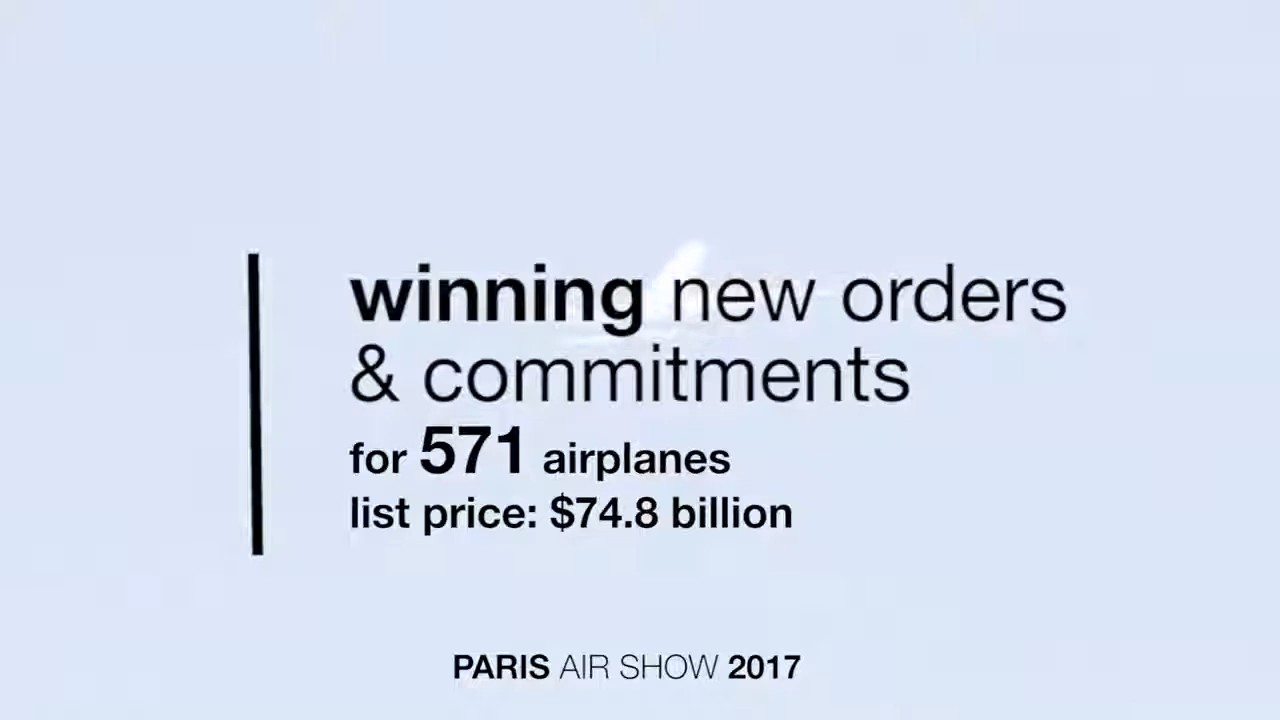 winning new orders
& commitments
for 571 airplanes
list price: $74.8 billion
PARIS AIR SHOW 2017